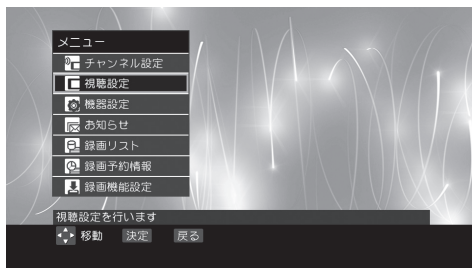 メニュー
チャンネル設定
視聴設定
機器設定
お知らせ
録画リスト
録画予約情報
録画機能設定
視聴設定を行います
移動 決定 戻る